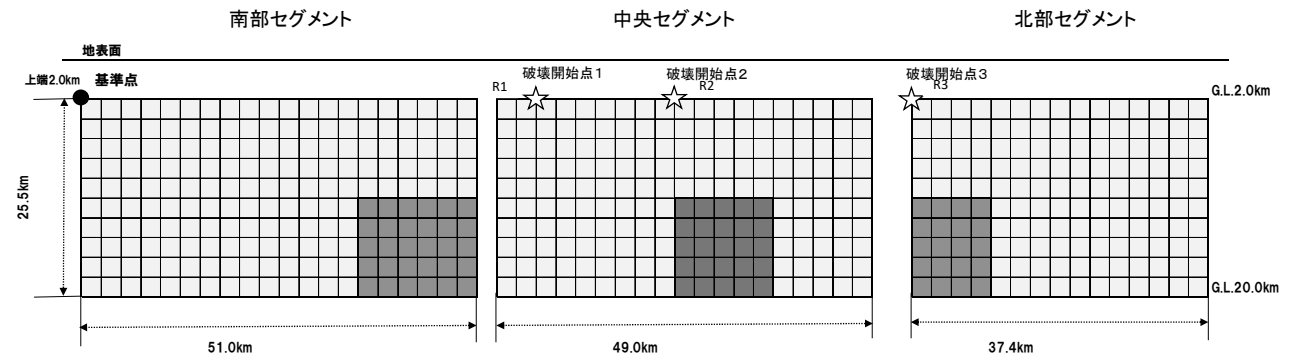 南部セグメント
中央セグメント
北部セグメント
地表面
上端2.0km
基準点
R1
破壊開始点1
破壊開始点2
R2
破壊開始点3
R3
G.L.2.0km
25.5km
G.L.20.0km
51.0km
49.0km
37.4km